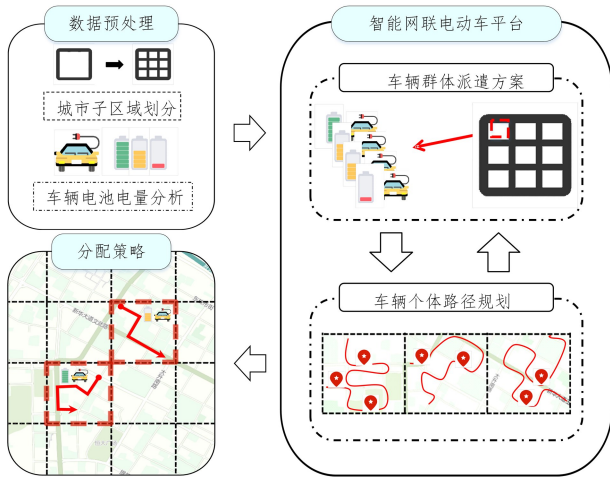 数据预处理
城市子区域划分
车辆电池电量分析
智能网联电动车平台
车辆群体派遣方案
车辆个体路径规划
分配策略